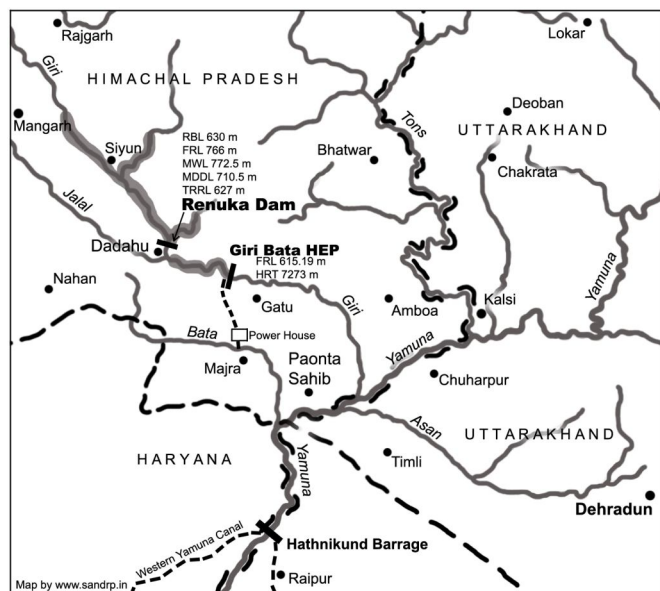 Rajgarh
Lokar
Giri
HIMACHAL PRADESH
Tons
Deoban
Mangarh
RBL 630 m
FRL 766 m
MWL 772.5 m
MDDL 710.5 m
TRRL 627 m
UTTARAKHAND
Siyun
Bhatwar
Chakrata
Jalal
Renuka Dam
Dadahu
Giri Bata HEP
FRL 615.19 m
HRT 7273 m
Nahan
Gatu
Giri
Amboa
Kalsi
Yamuna
Bata
Power House
Yamuna
Majra
Paonta
Sahib
Chuharpur
Asan
UTTARAKHAND
HARYANA
Yamuna
Timli
Dehradun
Western Yamuna Canal
Hathnikund Barrage
Raipur
Map by www.sandrp.in